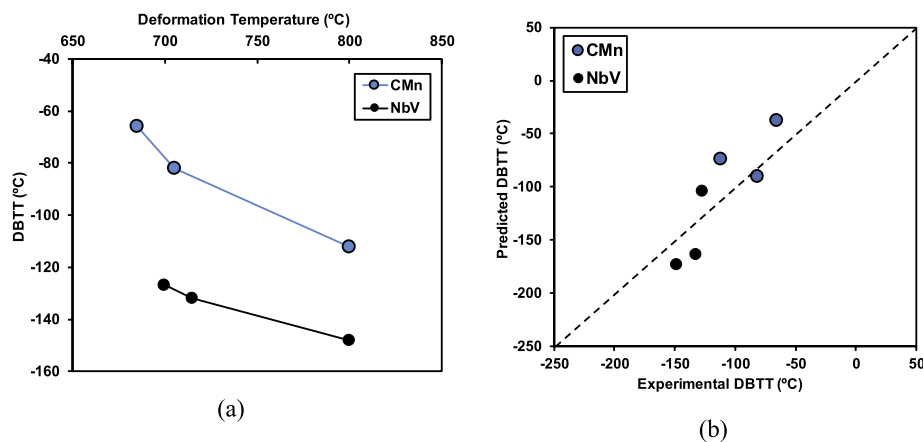 Deformation Temperature (ºC)
650 700 750 800 850
-40
-60
-80
-100
-120
-140
-160
DBTT (ºC)
CMn
NbV
(a)
50
0
-50
-100
-150
-200
-250
Predicted DBTT (ºC)
CMn
NbV
-250 -200 -150 -100 -50 0 50
Experimental DBTT (ºC)
(b)